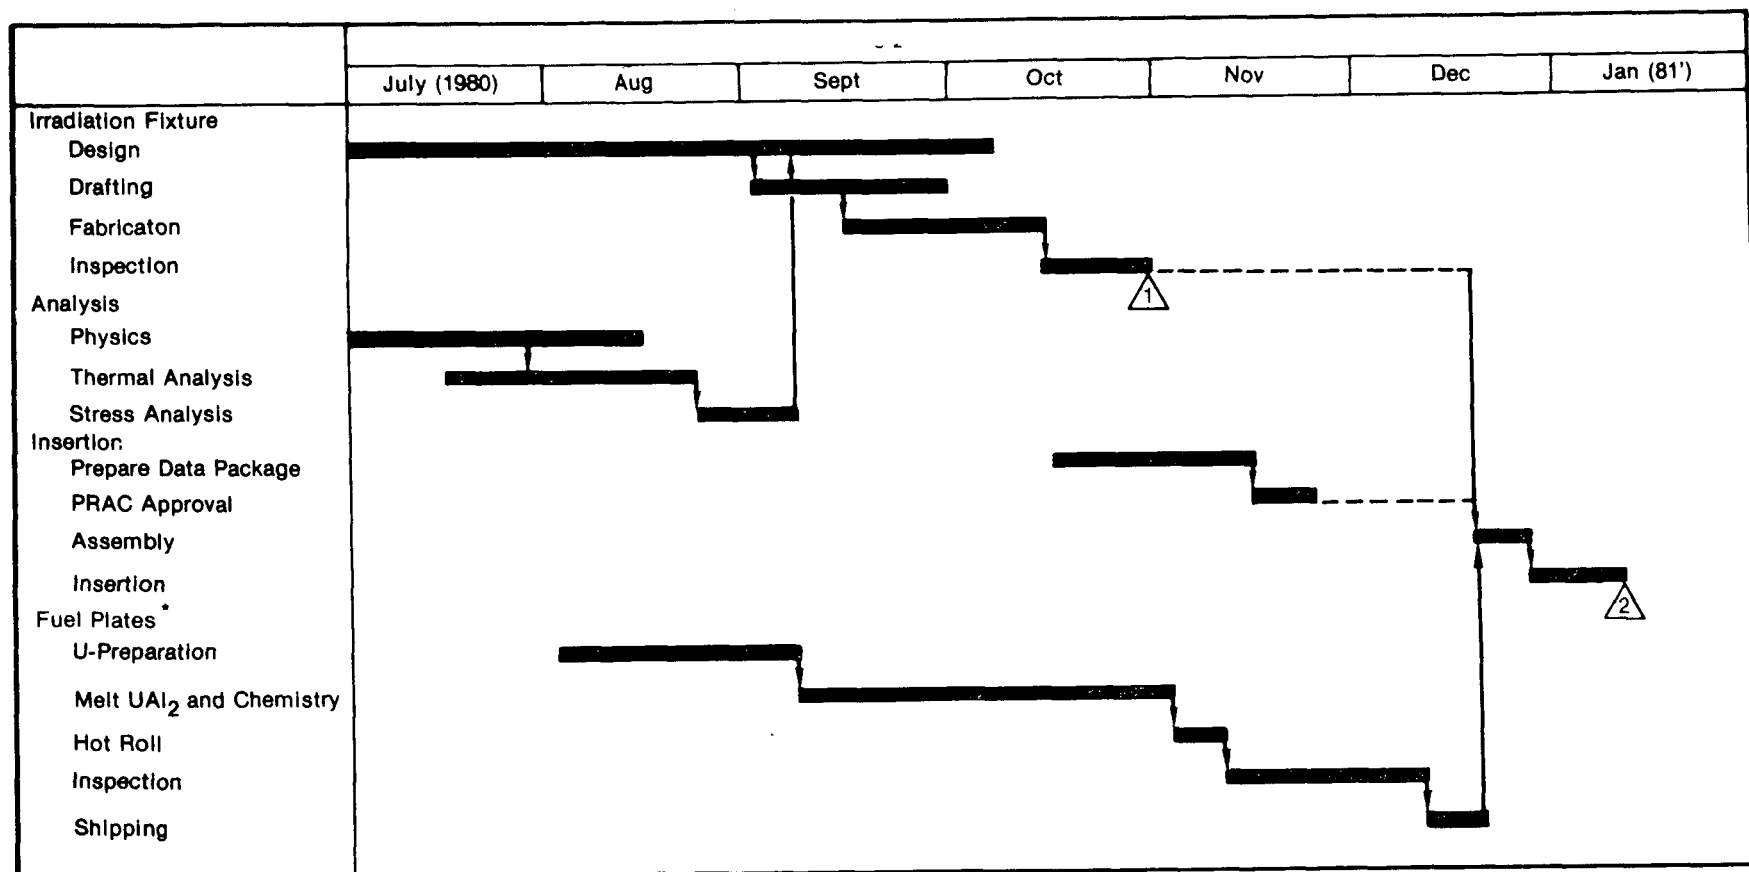 July (1980) Aug Sept Oct Nov Dec Jan (81')
Irradiation Fixture
Design
Drafting
Fabricaton
Inspection
1
Analysis
Physics
Thermal Analysis
Stress Analysis
Insertion
Prepare Data Package
PRAC Approval
Assembly
Insertion
2
Fuel Plates*
U-Preparation
Melt UAl2 and Chemistry
Hot Roll
Inspection
Shipping